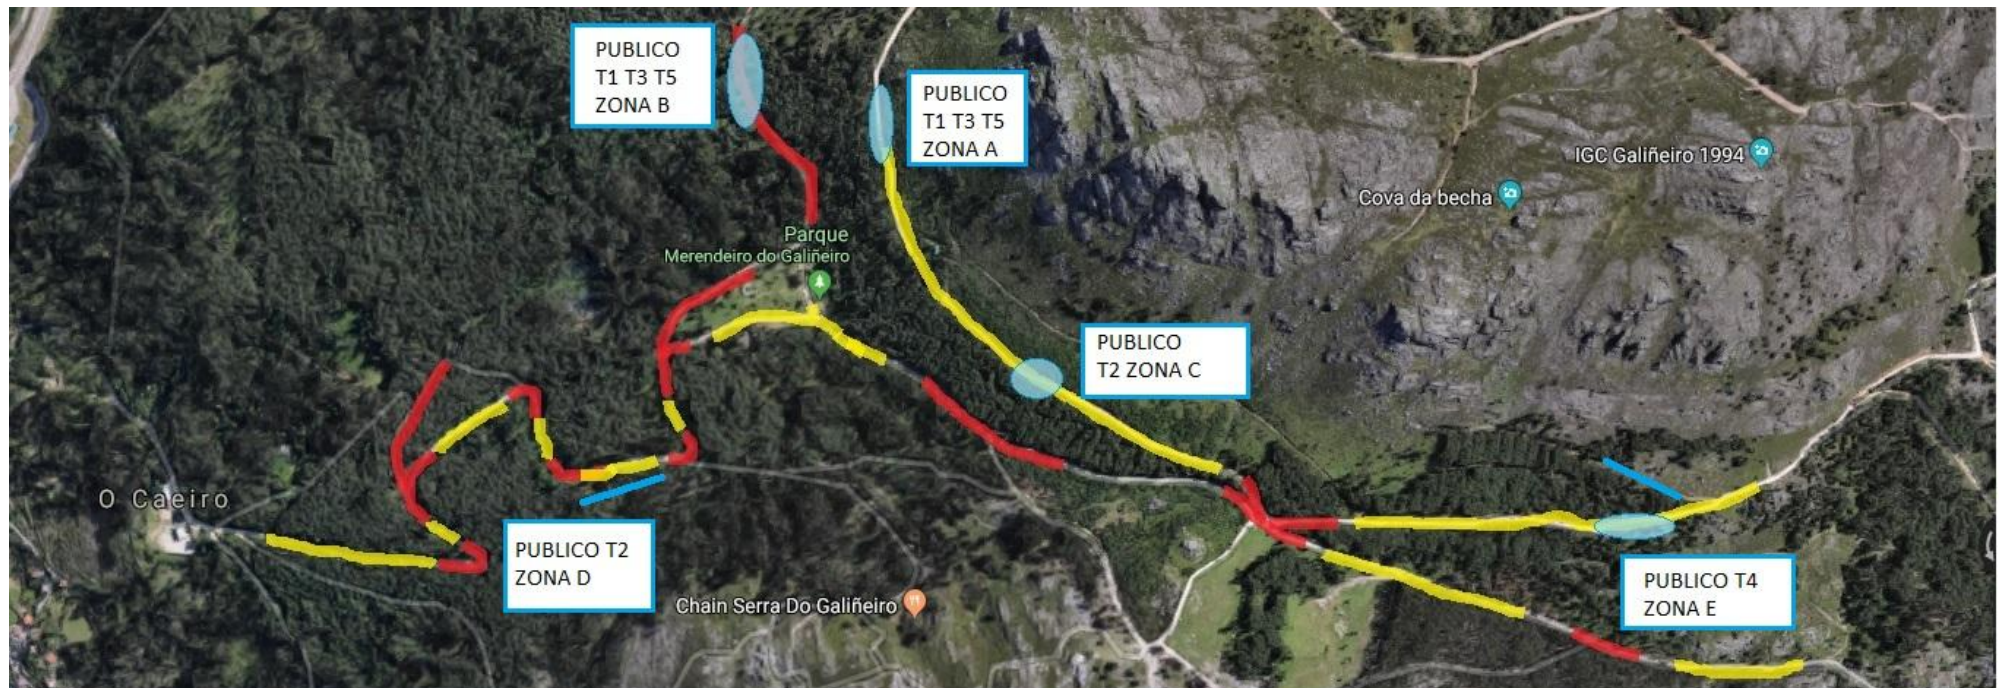 PUBLICO
T1 T3 T5
ZONA B
PUBLICO
T1 T3 T5
ZONA A
IGC Galiñeiro 1994
Cova da becha
Parque
Merendeiro do Galiñeiro
PUBLICO
T2 ZONA C
O Caeiro
PUBLICO T2
ZONA D
Chain Serra Do Galiñeiro
PUBLICO T4
ZONA E